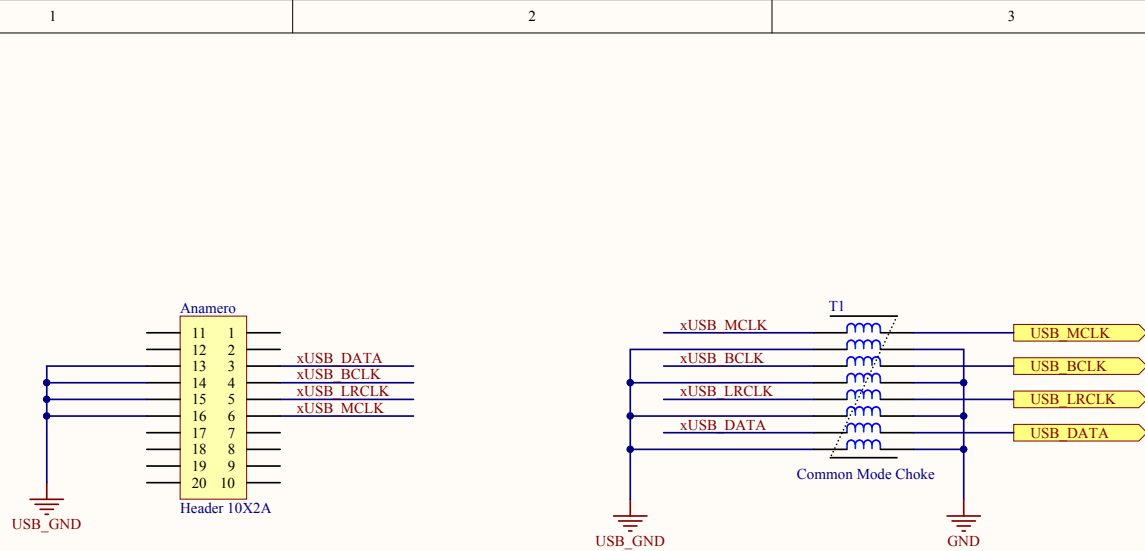 1 2 3
Anamero
11 1
12 2
13 3 xUSB_DATA
14 4 xUSB_BCLK
15 5 xUSB_LRCLK
16 6 xUSB_MCLK
17 7
18 8
19 9
20 10
Header 10X2A
USB_GND
T1
xUSB_MCLK USB_MCLK
xUSB_BCLK USB_BCLK
xUSB_LRCLK USB_LRCLK
xUSB_DATA USB_DATA
Common Mode Choke
USB_GND GND